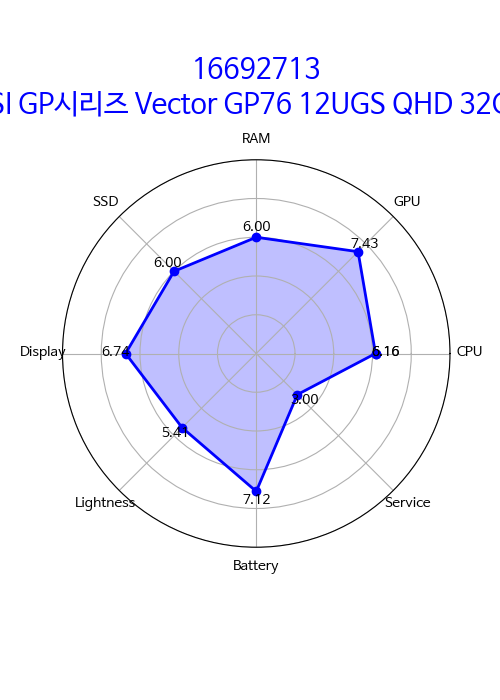 16692713
SI GP시리즈 Vector GP76 12UGS QHD 32G
RAM
SSD
GPU
6.00
7.43
6.00
Display
6.74
6.16
CPU
3.00
5.41
7.12
Lightness
Service
Battery